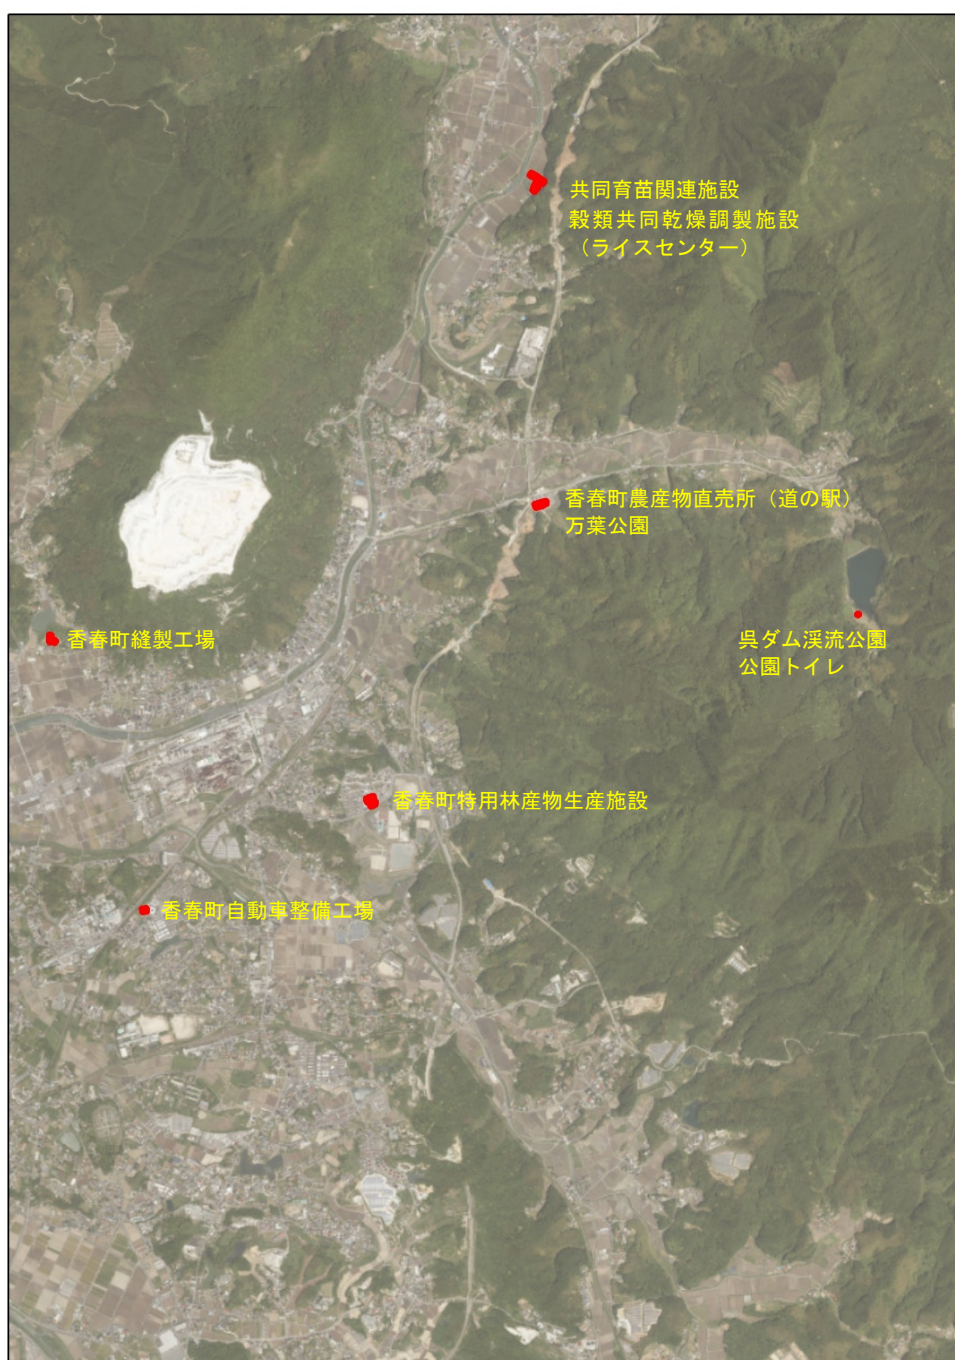 共同育苗関連施設
穀類共同乾燥調製施設
（ライスセンター）
香春町農産物直売所（道の駅）
万葉公園
香春町縫製工場
呉ダム渓流公園
公園トイレ
香春町特用林産物生産施設
香春町自動車整備工場